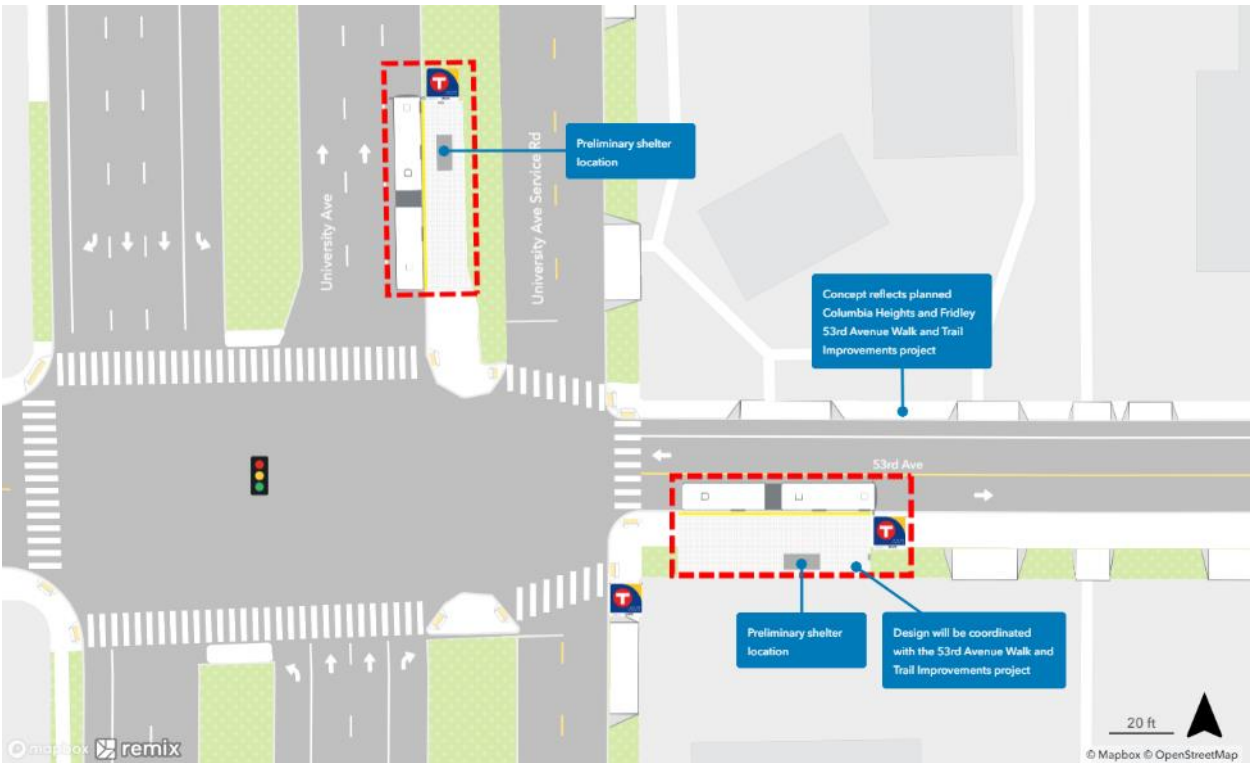 Preliminary shelter
location
University Ave
University Ave Service Rd
Concept reflects planned
Columbia Heights and Fridley
53rd Avenue Walk and Trail
Improvements project
53rd Ave
Preliminary shelter
location
Design will be coordinated
with the 53rd Avenue Walk and
Trail Improvements project
20 ft
mapbox remix
© Mapbox © OpenStreetMap